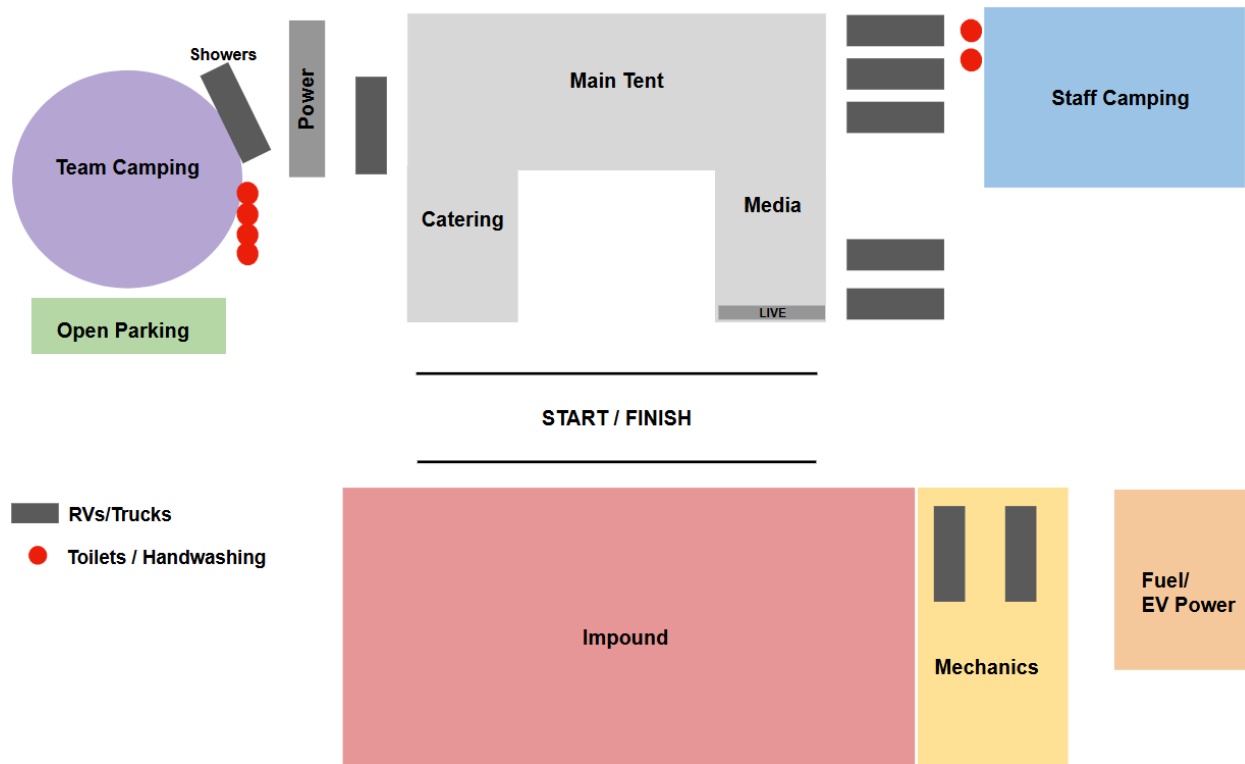 Showers
Power
Main Tent
Staff Camping
Team Camping
Catering
Media
LIVE
Open Parking
START / FINISH
RVs/Trucks
Toilets / Handwashing
Impound
Mechanics
Fuel/
EV Power